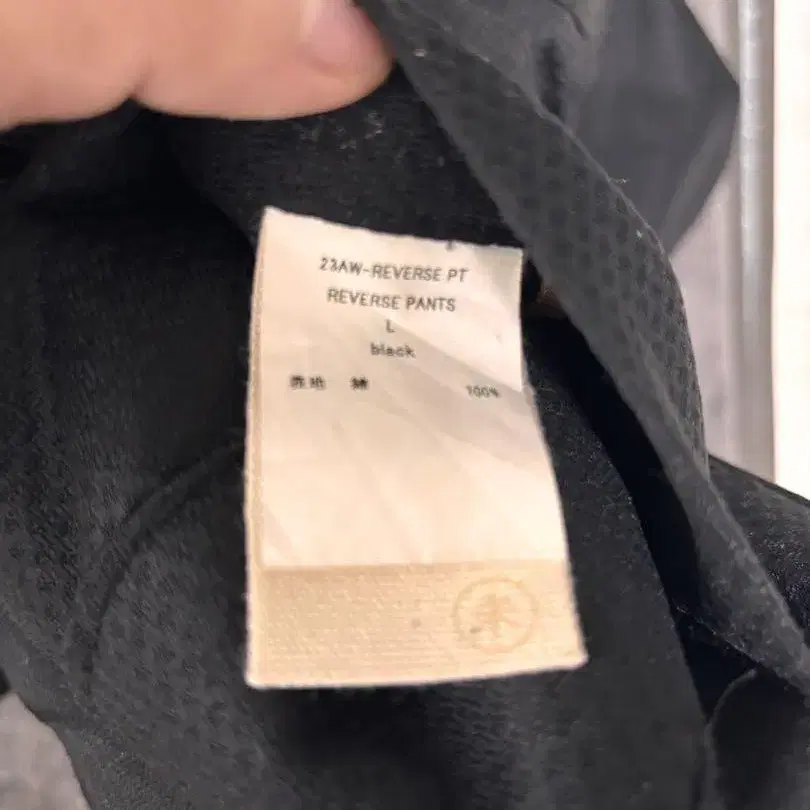 23AW-REVERSE PT
REVERSE PANTS
L
black
表地 綿 100%